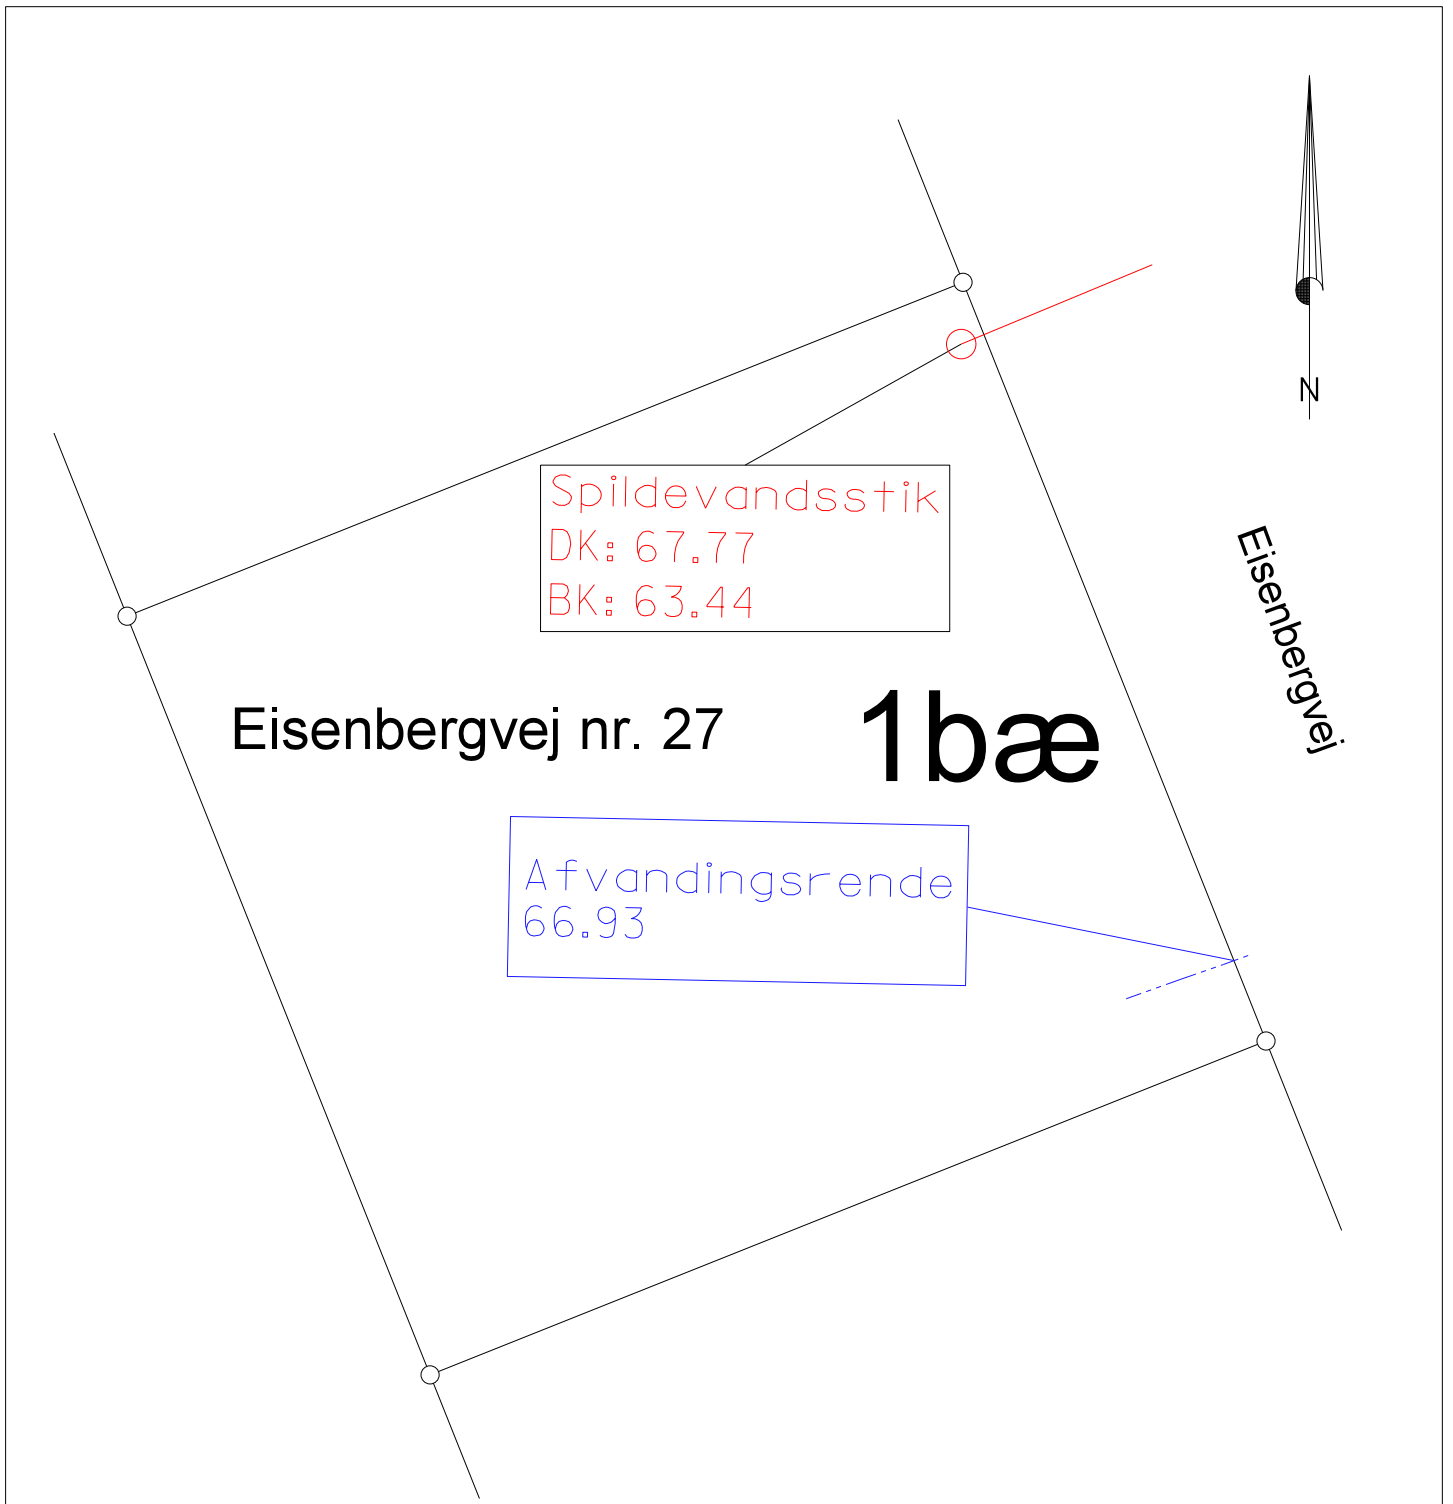 N
Spildevandsstik
DK: 67.77
BK: 63.44
Eisenbergvej
Eisenbergvej nr. 27
1bæ
Afvandingsrende
66.93